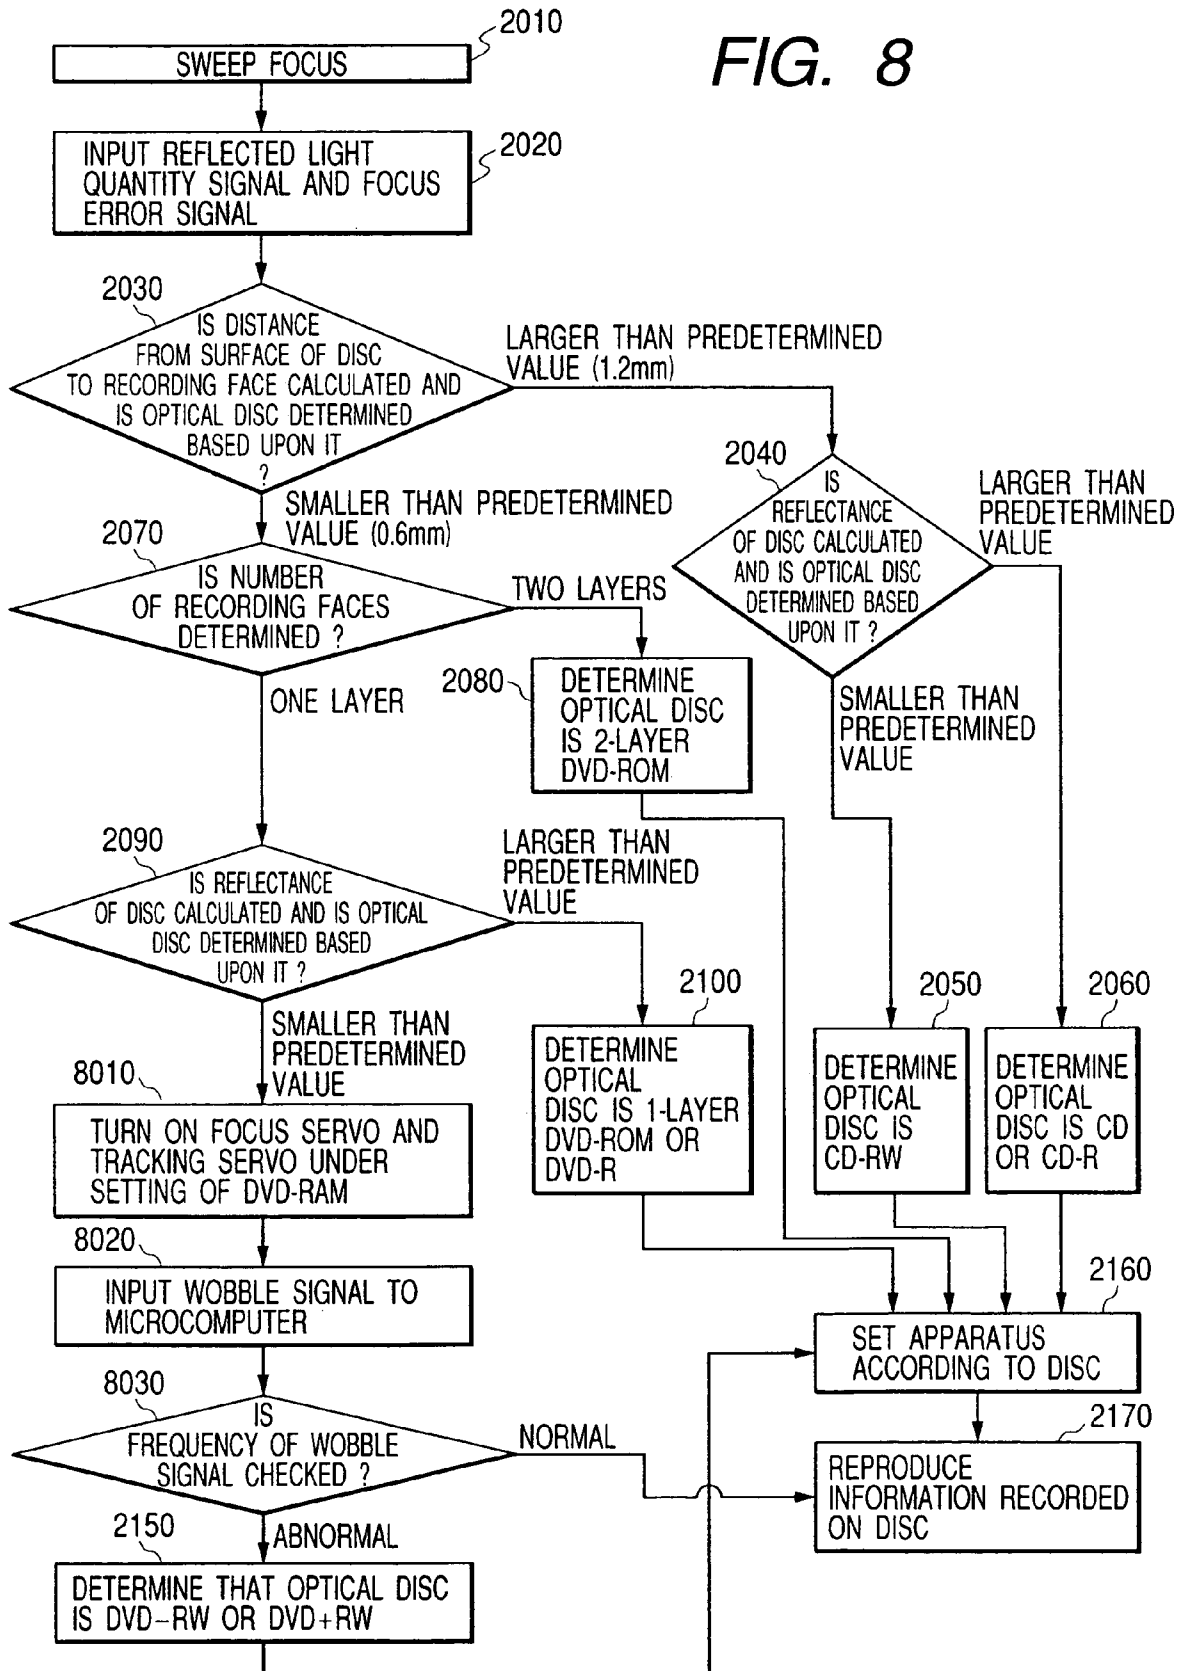 FIG. 8
2010
SWEEP FOCUS
2020
INPUT REFLECTED LIGHT
QUANTITY SIGNAL AND FOCUS
ERROR SIGNAL
2030
IS DISTANCE
FROM SURFACE OF DISC
TO RECORDING FACE CALCULATED AND
IS OPTICAL DISC DETERMINED
BASED UPON IT
?
LARGER THAN PREDETERMINED
VALUE (1.2mm)
SMALLER THAN PREDETERMINED
VALUE (0.6mm)
2040
IS
REFLECTANCE
OF DISC CALCULATED
AND IS OPTICAL DISC
DETERMINED BASED
UPON IT ?
LARGER THAN
PREDETERMINED
VALUE
SMALLER THAN
PREDETERMINED
VALUE
2070
IS NUMBER
OF RECORDING FACES
DETERMINED ?
TWO LAYERS
ONE LAYER
2080
DETERMINE
OPTICAL DISC
IS 2-LAYER
DVD-ROM
2090
IS REFLECTANCE
OF DISC CALCULATED AND IS OPTICAL
DISC DETERMINED BASED
UPON IT ?
LARGER THAN
PREDETERMINED
VALUE
SMALLER THAN
PREDETERMINED
VALUE
2100
DETERMINE
OPTICAL
DISC IS 1-LAYER
DVD-ROM OR
DVD-R
2050
DETERMINE
OPTICAL
DISC IS
CD-RW
2060
DETERMINE
OPTICAL
DISC IS CD
OR CD-R
8010
TURN ON FOCUS SERVO AND
TRACKING SERVO UNDER
SETTING OF DVD-RAM
8020
INPUT WOBBLE SIGNAL TO
MICROCOMPUTER
8030
IS
FREQUENCY OF WOBBLE
SIGNAL CHECKED ?
NORMAL
ABNORMAL
2150
DETERMINE THAT OPTICAL DISC
IS DVD-RW OR DVD+RW
2160
SET APPARATUS
ACCORDING TO DISC
2170
REPRODUCE
INFORMATION RECORDED
ON DISC